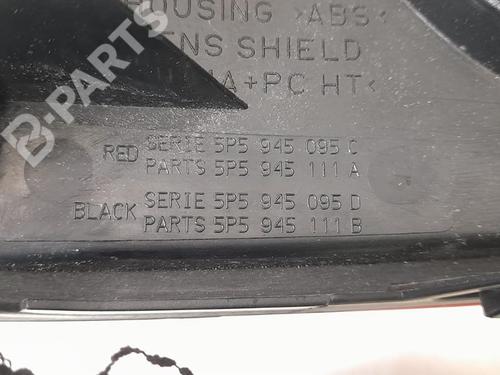 HOUSING >ABS<
LENS SHIELD
+PC HT<
RED SERIE 5P5 945 095 C
PARTS 5P5 945 111 A
BLACK SERIE 5P5 945 095 D
PARTS 5P5 945 111 B
B-PARTS
B-PARTS